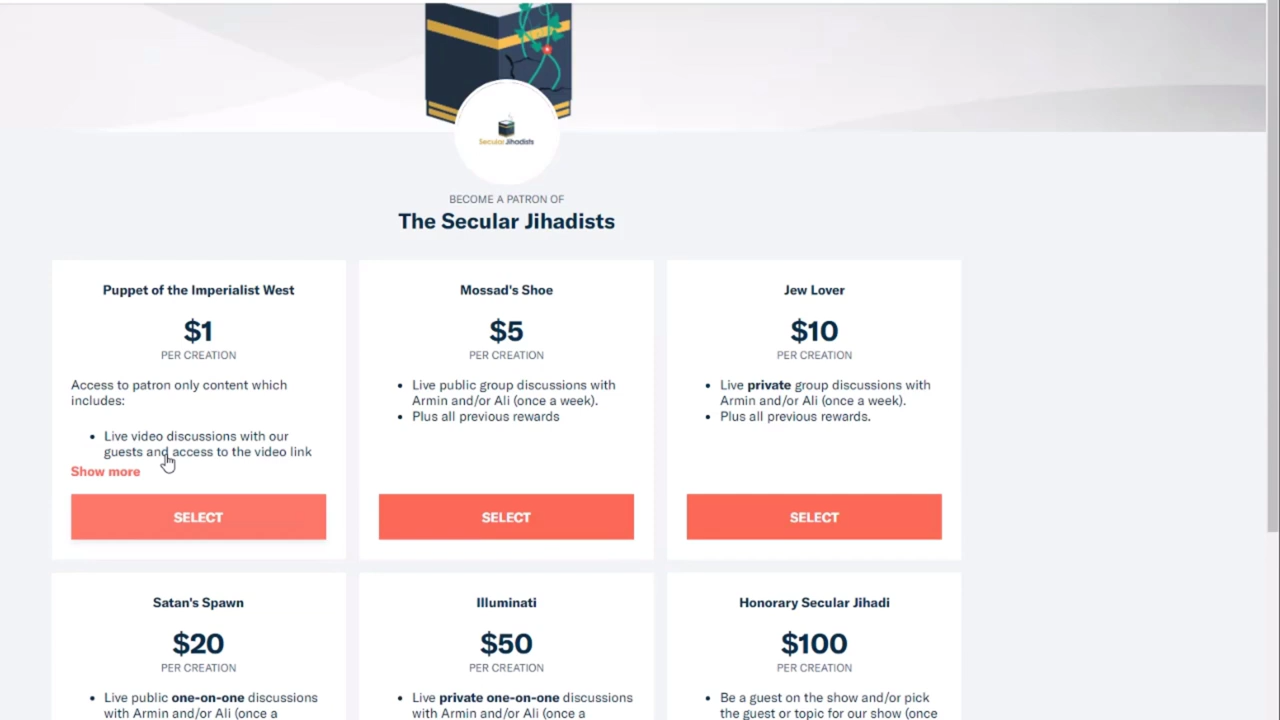 Secular Jihadists
BECOME A PATRON OF
The Secular Jihadists
Puppet of the Imperialist West
$1
PER CREATION
Access to patron only content which
includes:
• Live video discussions with our
guests and access to the video link
Show more
SELECT
Mossad's Shoe
$5
PER CREATION
• Live public group discussions with
Armin and/or Ali (once a week).
• Plus all previous rewards
SELECT
Jew Lover
$10
PER CREATION
• Live private group discussions with
Armin and/or Ali (once a week).
• Plus all previous rewards.
SELECT
Satan's Spawn
$20
PER CREATION
• Live public one-on-one discussions
with Armin and/or Ali (once a
Illuminati
$50
PER CREATION
• Live private one-on-one discussions
with Armin and/or Ali (once a
Honorary Secular Jihadi
$100
PER CREATION
• Be a guest on the show and/or pick
the guest or topic for our show (once